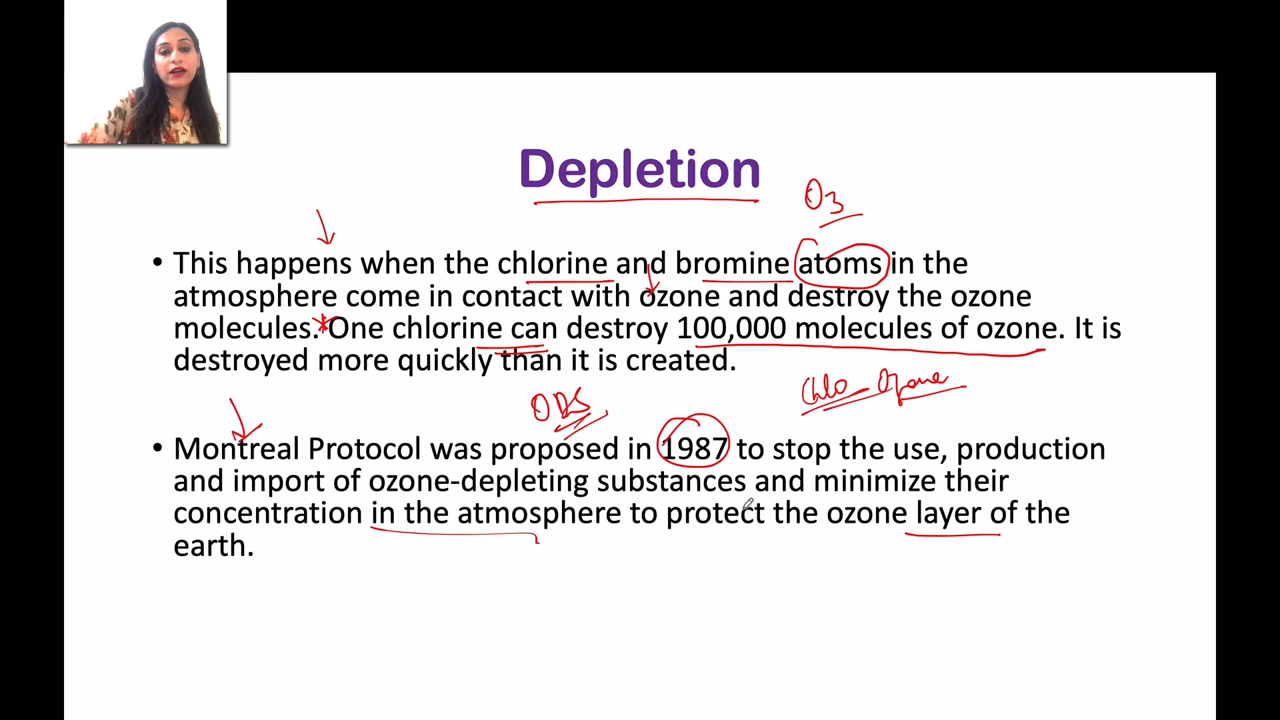 Depletion
O3
• This happens when the chlorine and bromine atoms in the
atmosphere come in contact with ozone and destroy the ozone
molecules.*One chlorine can destroy 100,000 molecules of ozone. It is
destroyed more quickly than it is created.
Chlo - Ozone
ODS
• Montreal Protocol was proposed in 1987 to stop the use, production
and import of ozone-depleting substances and minimize their
concentration in the atmosphere to protect the ozone layer of the
earth.